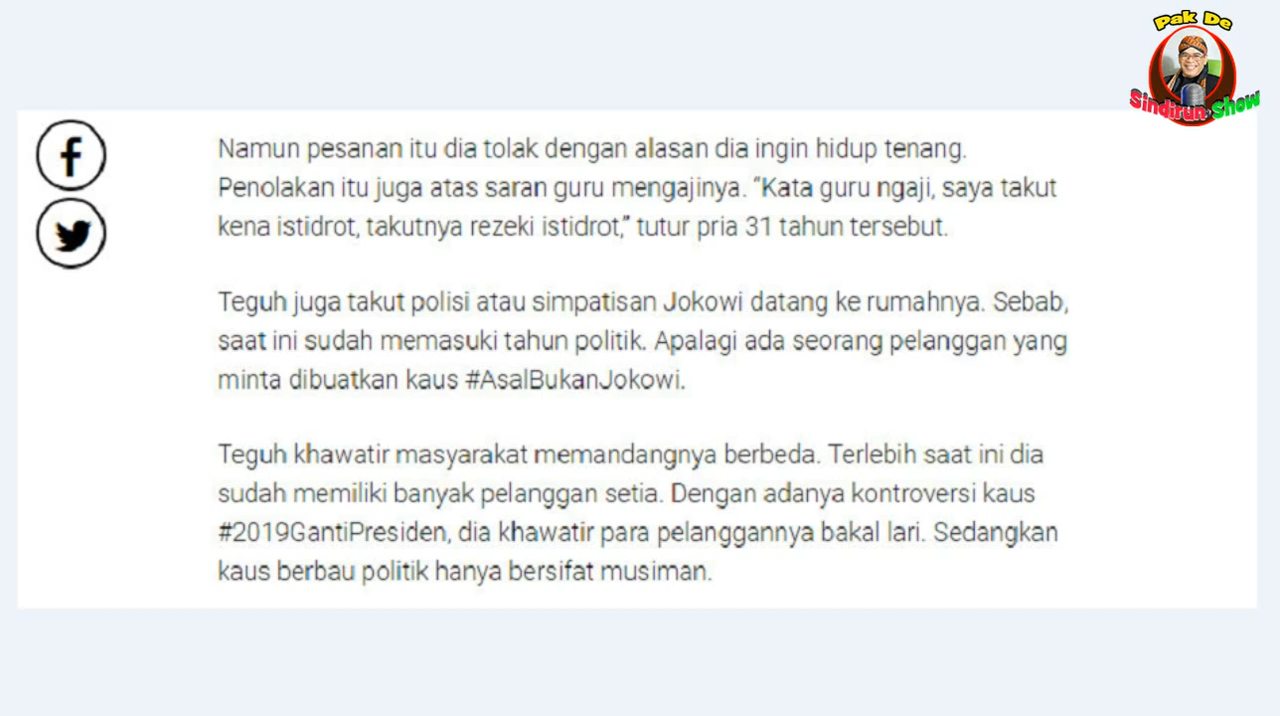 Pak De
Sindirun Show
Namun pesanan itu dia tolak dengan alasan dia ingin hidup tenang.
Penolakan itu juga atas saran guru mengajinya. “Kata guru ngaji, saya takut
kena istidrot, takutnya rezeki istidrot,” tutur pria 31 tahun tersebut.
Teguh juga takut polisi atau simpatisan Jokowi datang ke rumahnya. Sebab,
saat ini sudah memasuki tahun politik. Apalagi ada seorang pelanggan yang
minta dibuatkan kaus #AsalBukanJokowi.
Teguh khawatir masyarakat memandangnya berbeda. Terlebih saat ini dia
sudah memiliki banyak pelanggan setia. Dengan adanya kontroversi kaus
#2019GantiPresiden, dia khawatir para pelanggannya bakal lari. Sedangkan
kaus berbau politik hanya bersifat musiman.